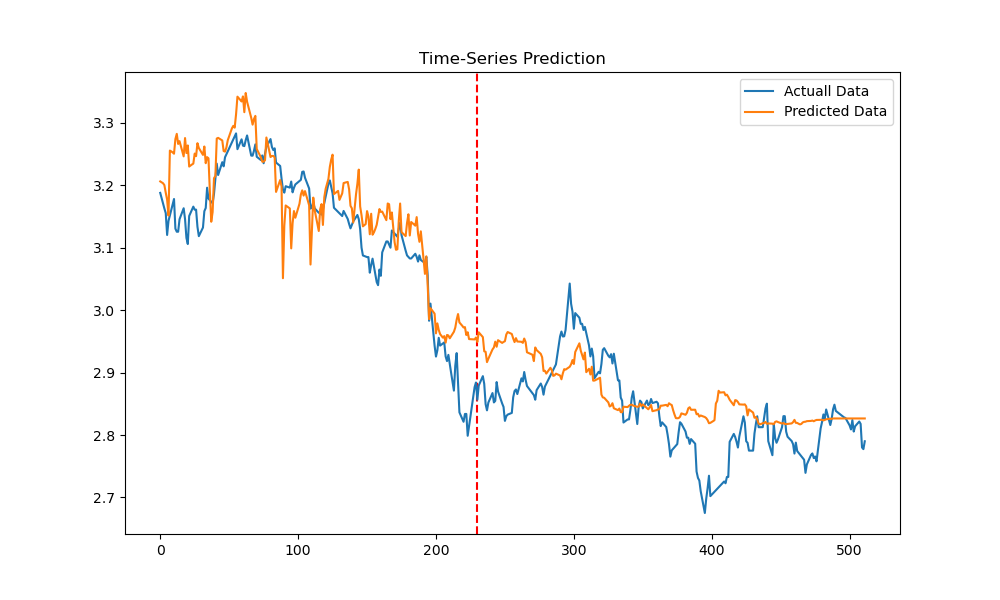 Time-Series Prediction
Actuall Data
Predicted Data
3.3
3.2
3.1
3.0
2.9
2.8
2.7
0 100 200 300 400 500